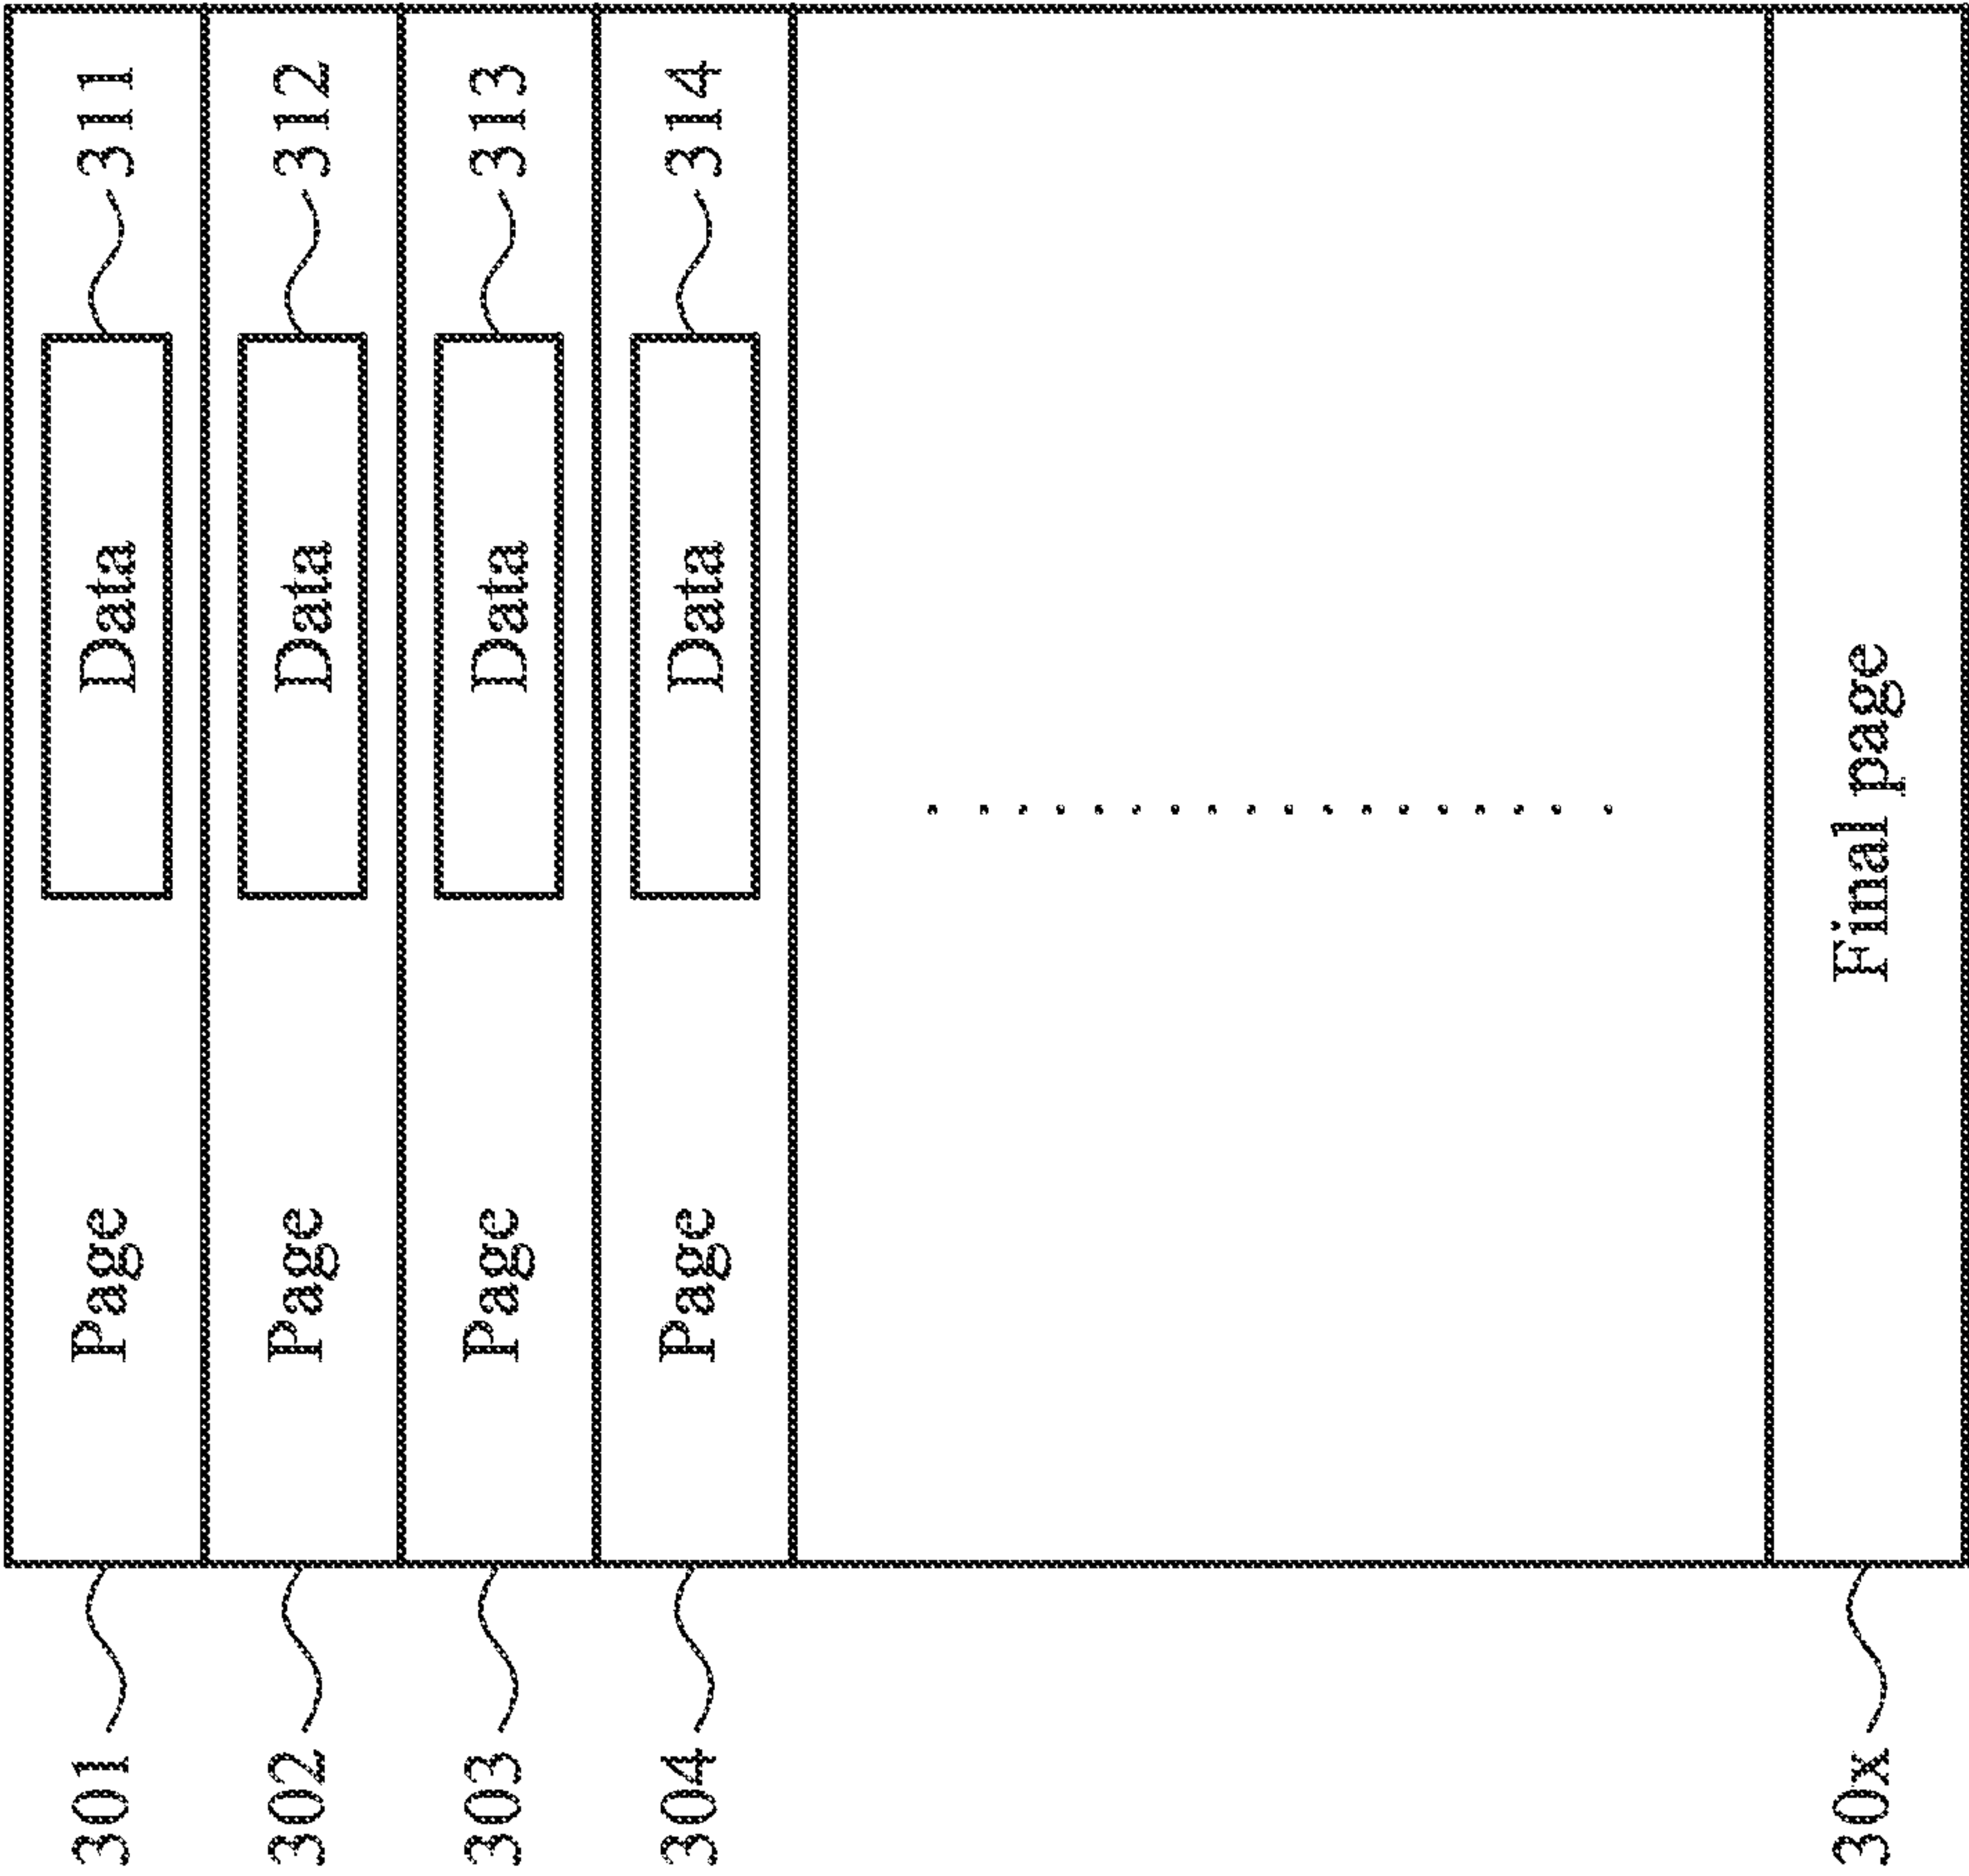 301 Page Data 311
302 Page Data 312
303 Page Data 313
304 Page Data 314
30x Final page